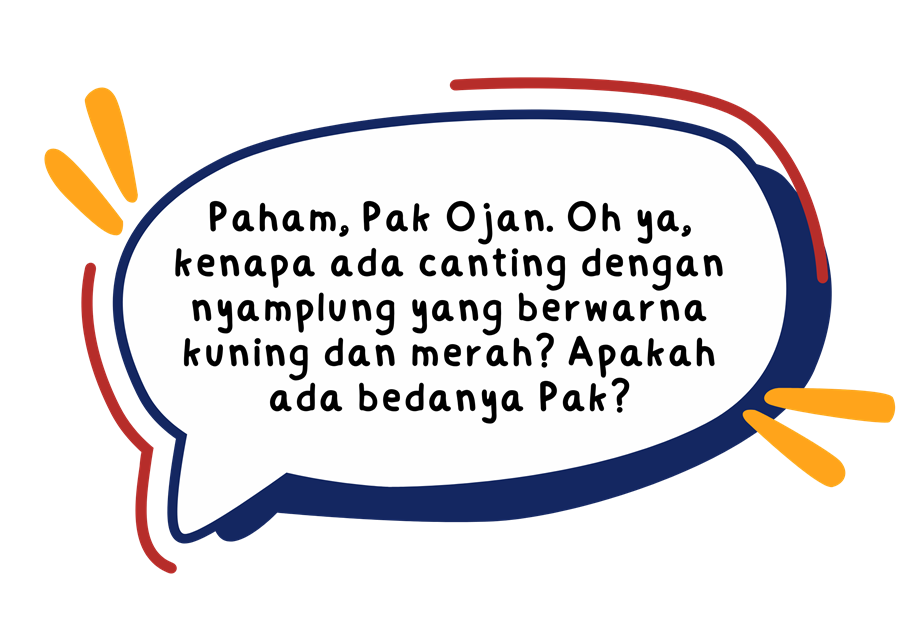 Paham, Pak Ojan. Oh ya,
kenapa ada canting dengan
nyamplung yang berwarna
kuning dan merah? Apakah
ada bedanya Pak?